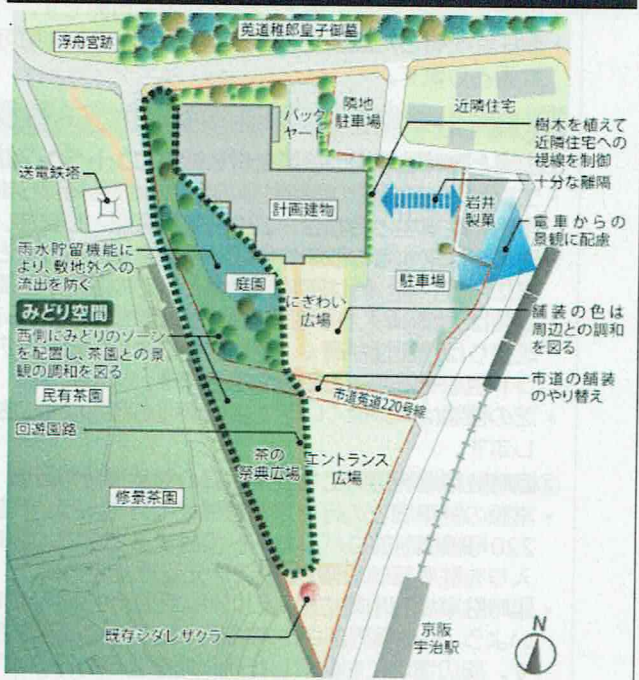 浮舟宮跡
莵道稚郎皇子御墓
バック
ヤード
隣地
駐車場
近隣住宅
樹木を植えて
近隣住宅への
視線を制御
送電鉄塔
計画建物
十分な離隔
岩井
製菓
電車からの
景観に配慮
雨水貯留機能に
より、敷地外への
流出を防ぐ
庭園
にぎわい
広場
駐車場
みどり空間
西側にみどりのゾーン
を配置し、茶園との景
観の調和を図る
舗装の色は
周辺との調和
を図る
市道の舗装
のやり替え
民有茶園
市道莵道220号線
回遊園路
茶の
祭典広場
エントランス
広場
修景茶園
既存シダレザクラ
京阪
宇治駅
N